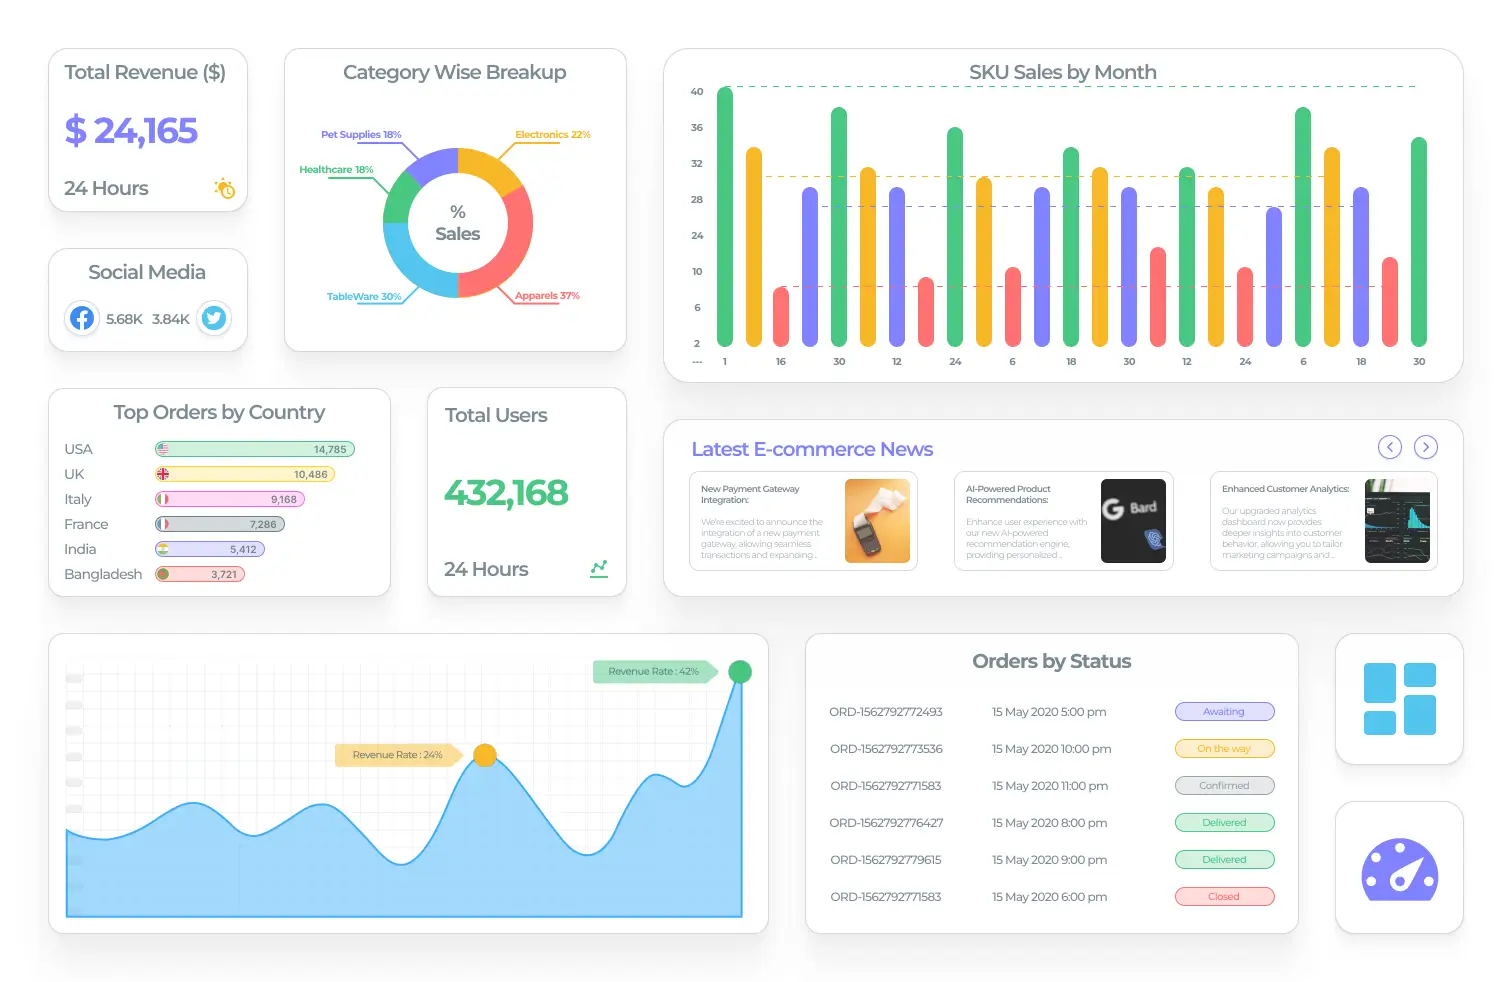 Total Revenue ($)
$ 24,165
24 Hours
Category Wise Breakup
Pet Supplies 18%
Electronics 22%
Healthcare 18%
%
Sales
TableWare 30%
Apparels 37%
SKU Sales by Month
40
36
32
28
24
10
6
2
--- 1 16 30 12 24 6 18 30 12 24 6 18 30
Social Media
5.68K 3.84K
Top Orders by Country
USA 14,785
UK 10,486
Italy 9,168
France 7,286
India 5,412
Bangladesh 3,721
Total Users
432,168
24 Hours
Latest E-commerce News
New Payment Gateway
Integration:
We're excited to announce the
integration of a new payment
gateway, allowing seamless
transactions and expanding...
AI-Powered Product
Recommendations:
Enhance user experience with
our new AI-powered
recommendation engine,
providing personalized ...
G Bard
Enhanced Customer Analytics:
Our upgraded analytics
dashboard now provides
deeper insights into customer
behavior, allowing you to tailor
marketing campaigns and...
Revenue Rate : 42%
Revenue Rate : 24%
Orders by Status
ORD-1562792772493 15 May 2020 5:00 pm Awaiting
ORD-1562792773536 15 May 2020 10:00 pm On the way
ORD-1562792771583 15 May 2020 11:00 pm Confirmed
ORD-1562792776427 15 May 2020 8:00 pm Delivered
ORD-1562792779615 15 May 2020 9:00 pm Delivered
ORD-1562792771583 15 May 2020 6:00 pm Closed